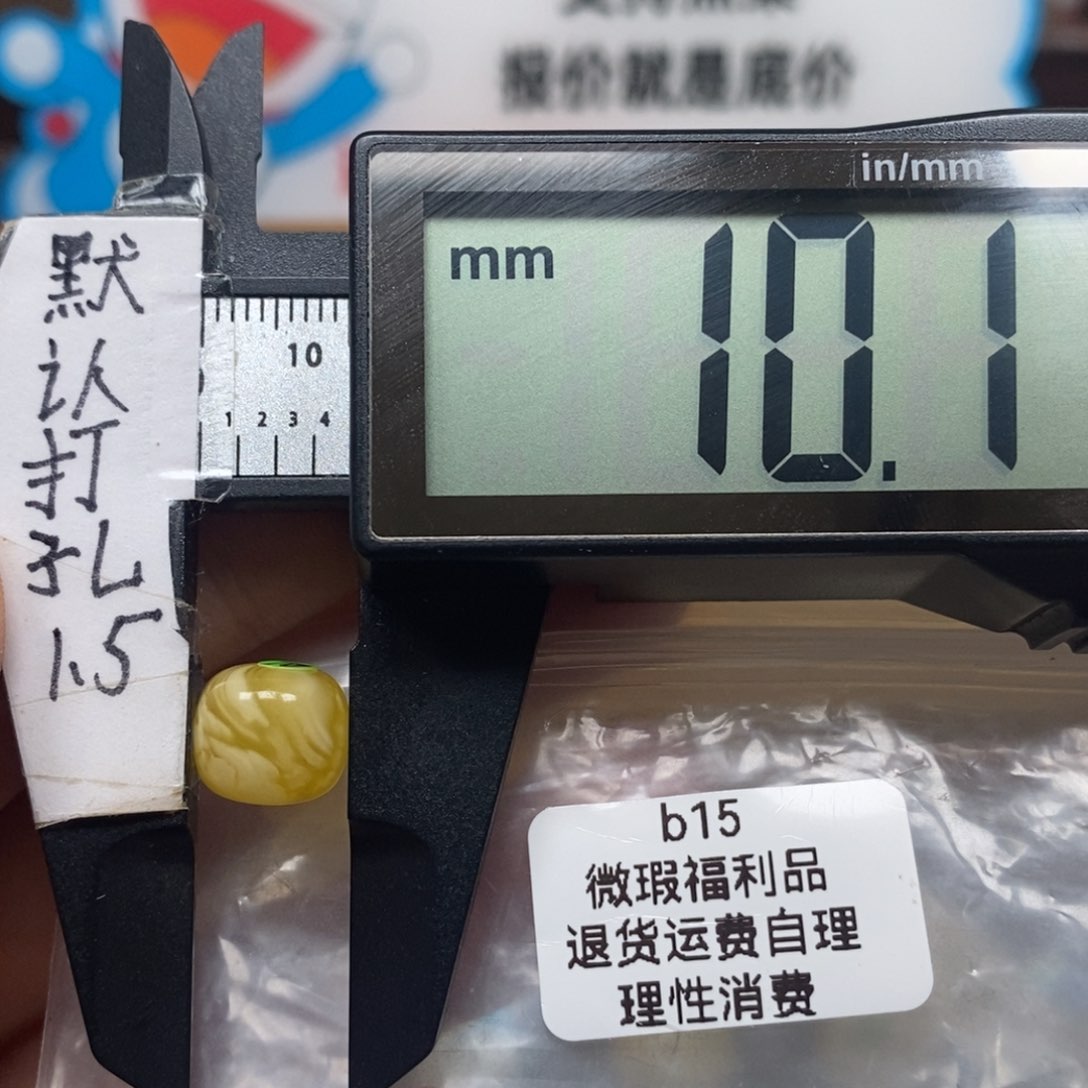 报价就是底价
in/mm
mm
10.1
默
认
打
孔
1.5
10
1 2 3 4
b15
微瑕福利品
退货运费自理
理性消费